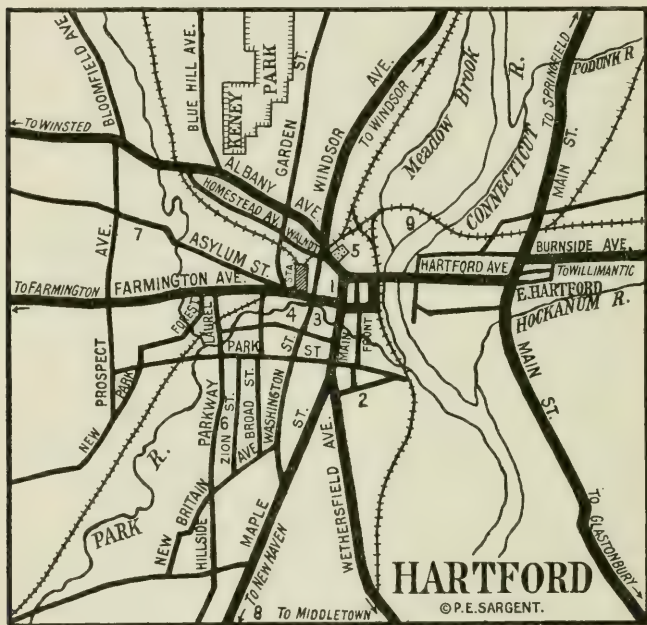 BLOOMFIELD AVE.
BLUE HILL AVE.
KENEY
PARK
GARDEN
ST.
WINDSOR
AVE.
TO WINDSOR
Meadow Brook
R.
CONNECTICUT
TO SPRINGFIELD
PODUNK R
MAIN ST.
TO WINSTED
ALBANY
AVE.
HOMESTEAD AV.
WALNUT
AVE.
7
ASYLUM ST.
5
9
BURNSIDE AVE.
HARTFORD AVE
TO WILLIMANTIC
E. HARTFORD
HOCKANUM R.
TO FARMINGTON
FARMINGTON AVE.
STA.
1
4
3
FOREST
LAUREL
PARK
ST
MAIN
FRONT
2
PROSPECT
NEW
PARK
PARKWAY
ZION ST.
6
BROAD ST.
AVE
WASHINGTON
ST.
ST.
WETHERSFIELD AVE.
MAIN ST.
PARK
R.
NEW
BRITAIN
HILLSIDE
MAPLE
TO NEW HAVEN
8
TO MIDDLETOWN
TO GLASTONBURY
HARTFORD
© P.E. SARGENT.